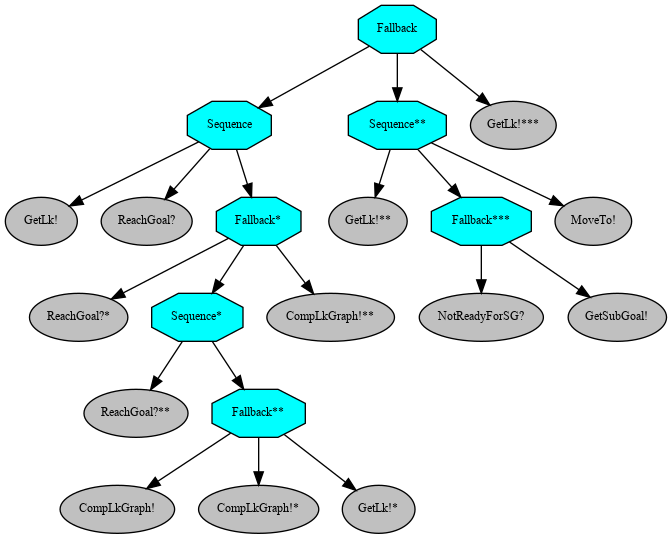 Fallback
Sequence
Sequence**
GetLk!***
GetLk!
ReachGoal?
Fallback*
GetLk!**
Fallback***
MoveTo!
ReachGoal?*
Sequence*
CompLkGraph!**
NotReadyForSG?
GetSubGoal!
ReachGoal?**
Fallback**
CompLkGraph!
CompLkGraph!*
GetLk!*